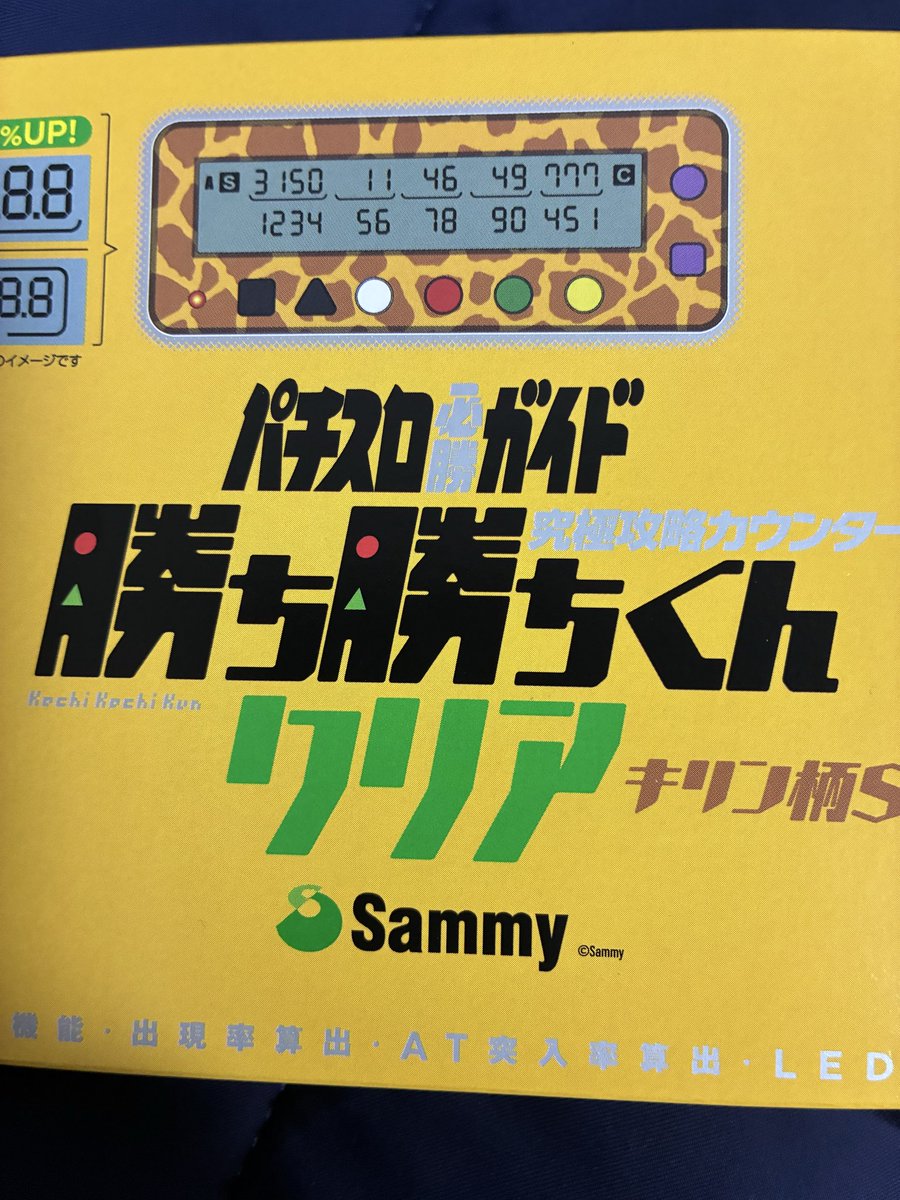 %UP!
8.8
8.8
のイメージです
S 3150 11 46 49 777 C
1234 56 78 90 451
パチスロ必勝ガイド
究極攻略カウンター
勝ち勝ちくん
Kachi Kachi Kun
クリア
キリン柄S
Sammy
©Sammy
機能・出現率算出・AT突入率算出・LED